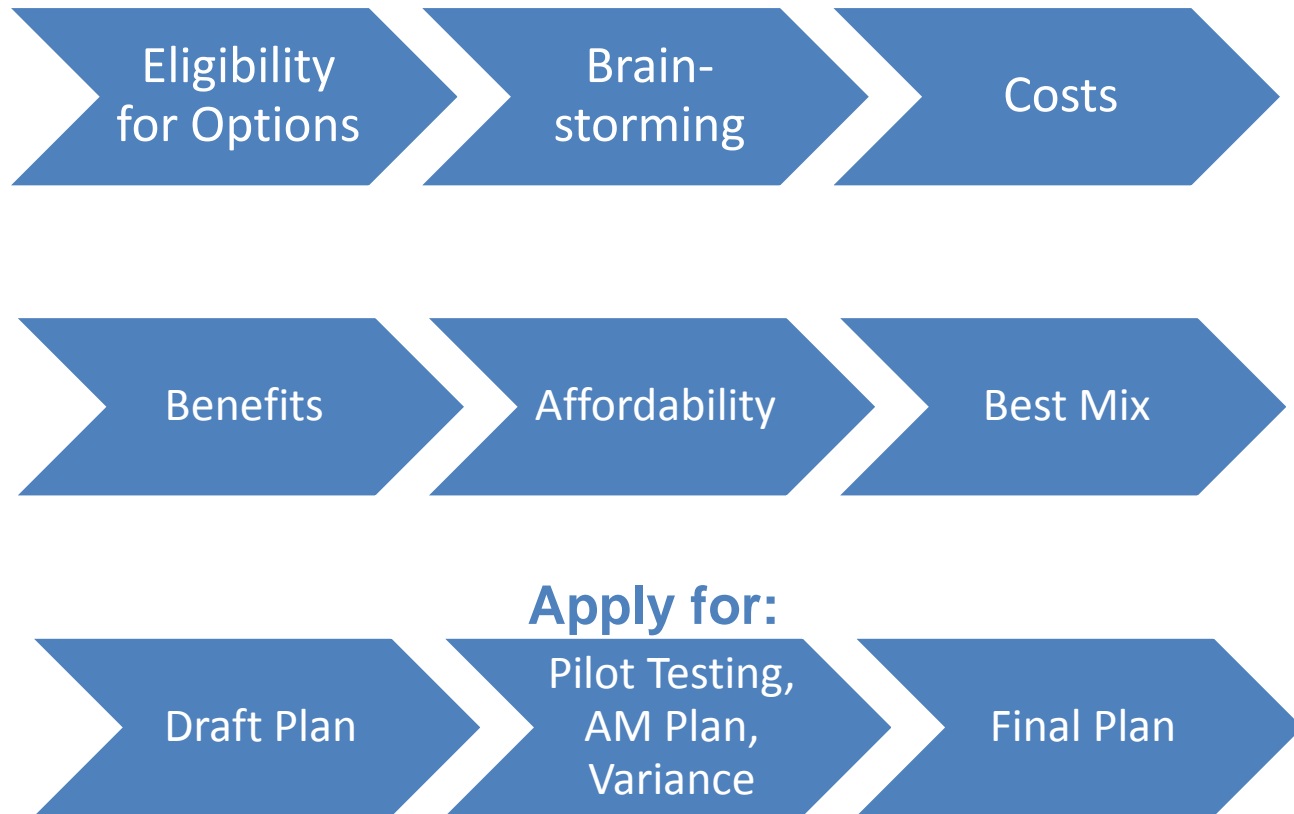 Eligibility
for Options
Brain-
storming
Costs
Benefits
Affordability
Best Mix
Apply for:
Draft Plan
Pilot Testing,
AM Plan,
Variance
Final Plan